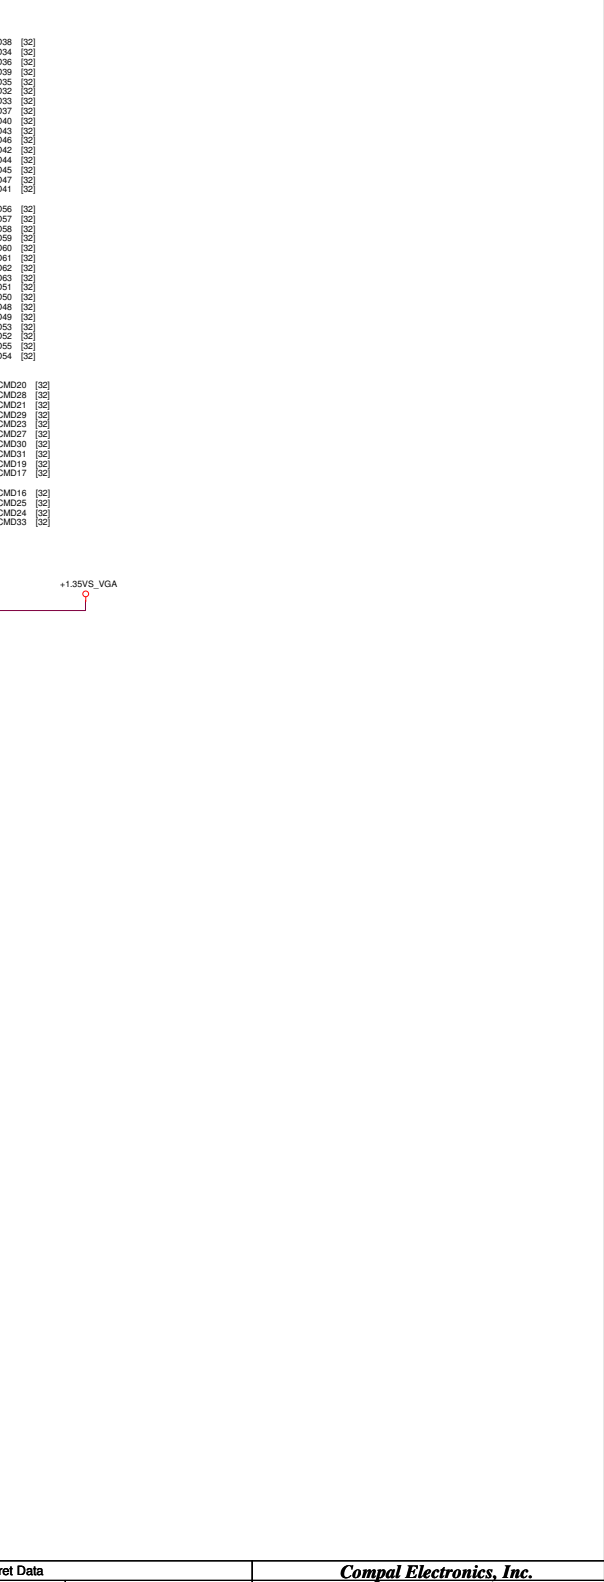 D38 [32]
D34 [32]
D36 [32]
D39 [32]
D35 [32]
D32 [32]
D33 [32]
D37 [32]
D40 [32]
D43 [32]
D46 [32]
D42 [32]
D44 [32]
D45 [32]
D47 [32]
D41 [32]
D56 [32]
D57 [32]
D58 [32]
D59 [32]
D60 [32]
D61 [32]
D62 [32]
D63 [32]
D51 [32]
D50 [32]
D48 [32]
D49 [32]
D53 [32]
D52 [32]
D55 [32]
D54 [32]
CMD20 [32]
CMD28 [32]
CMD21 [32]
CMD29 [32]
CMD23 [32]
CMD27 [32]
CMD30 [32]
CMD31 [32]
CMD19 [32]
CMD17 [32]
CMD16 [32]
CMD25 [32]
CMD24 [32]
CMD33 [32]
+1.35VS_VGA
ret Data
Compal Electronics, Inc.